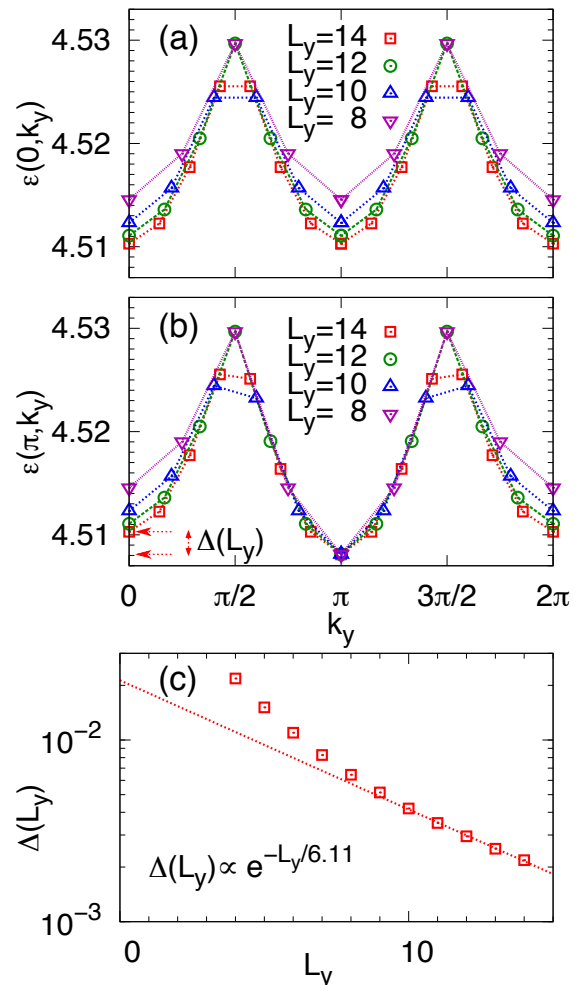 (a)
L_y=14
L_y=12
L_y=10
L_y= 8
4.53
4.52
4.51
ε(0,k_y)
(b)
L_y=14
L_y=12
L_y=10
L_y= 8
4.53
4.52
4.51
ε(π,k_y)
Δ(L_y)
0 π/2 π 3π/2 2π
k_y
(c)
10^{-2}
10^{-3}
Δ(L_y)
Δ(L_y)∝ e^{-L_y/6.11}
0 10
L_y